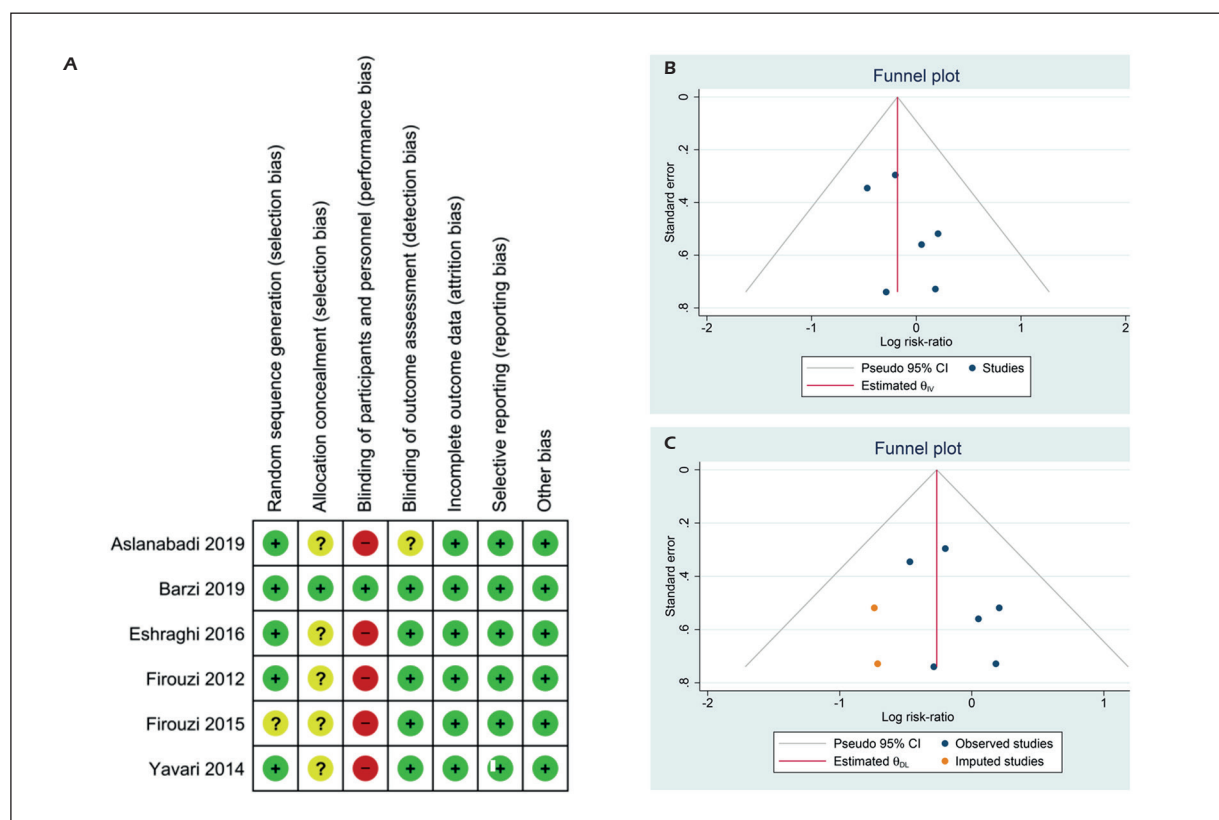 A
Random sequence generation (selection bias)
Allocation concealment (selection bias)
Blinding of participants and personnel (performance bias)
Blinding of outcome assessment (detection bias)
Incomplete outcome data (attrition bias)
Selective reporting (reporting bias)
Other bias
Aslanabadi 2019 + ? – ? + + +
Barzi 2019 + + + + + + +
Eshraghi 2016 + ? – + + + +
Firouzi 2012 + ? – + + + +
Firouzi 2015 ? ? – + + + +
Yavari 2014 + ? – + + + +
B
Funnel plot
Standard error
0
.2
.4
.6
.8
-2 -1 0 1 2
Log risk-ratio
Pseudo 95% CI Studies
Estimated θIV
C
Funnel plot
Standard error
0
.2
.4
.6
.8
-2 -1 0 1
Log risk-ratio
Pseudo 95% CI Observed studies
Estimated θDL Imputed studies